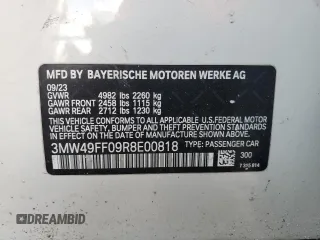 MFD BY BAYERISCHE MOTOREN WERKE AG
09/23
GVWR 4982 lbs 2260 kg
GAWR FRONT 2458 lbs 1115 kg
GAWR REAR 2712 lbs 1230 kg
THIS VEHICLE CONFORMS TO ALL APPLICABLE U.S. FEDERAL MOTOR
VEHICLE SAFETY, BUMPER, AND THEFT PREVENTION STANDARDS
IN EFFECT ON THE DATE OF MANUFACTURE SHOWN ABOVE.
3MW49FF09R8E00818 TYPE: PASSENGER CAR
300
DREAMBID